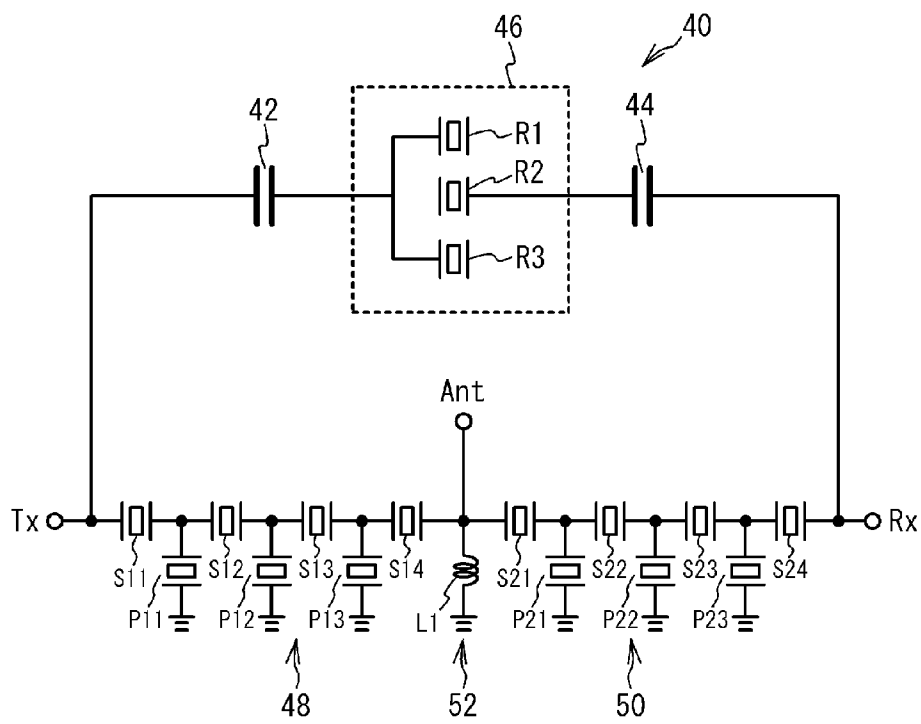 46
40
42
44
R1
R2
R3
Ant
Tx
Rx
S11
S12
S13
S14
S21
S22
S23
S24
P11
P12
P13
L1
P21
P22
P23
48
52
50